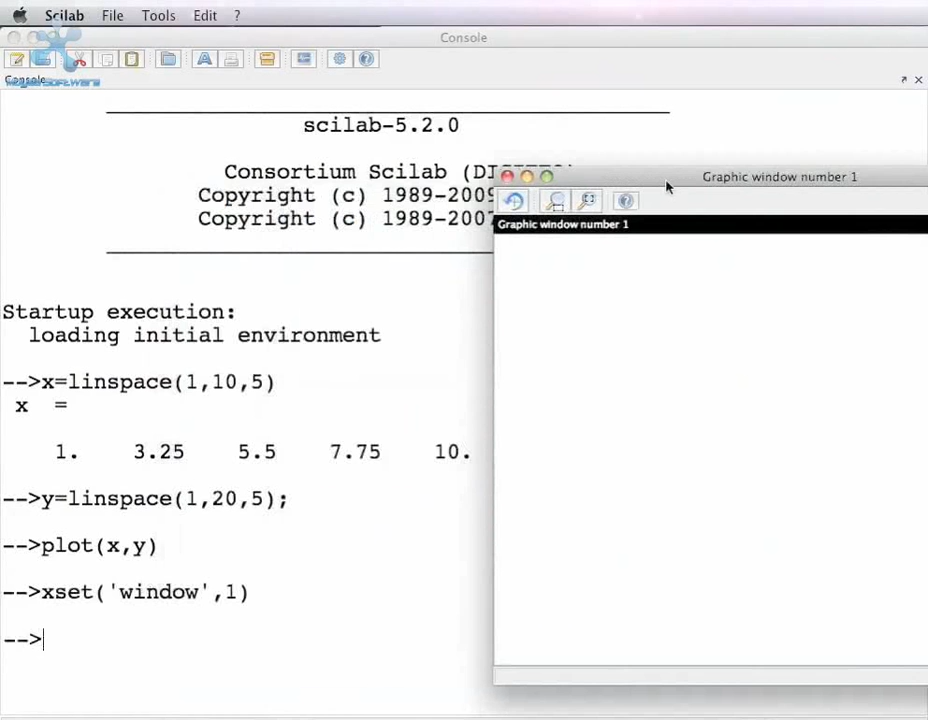 Scilab File Tools Edit ?
Console
Console
scilab-5.2.0
Consortium Scilab
Copyright (c) 1989-2009
Copyright (c) 1989-2007
Graphic window number 1
Graphic window number 1
Startup execution:
loading initial environment
-->x=linspace(1,10,5)
x =
1. 3.25 5.5 7.75 10.
-->y=linspace(1,20,5);
-->plot(x,y)
-->xset('window',1)
-->